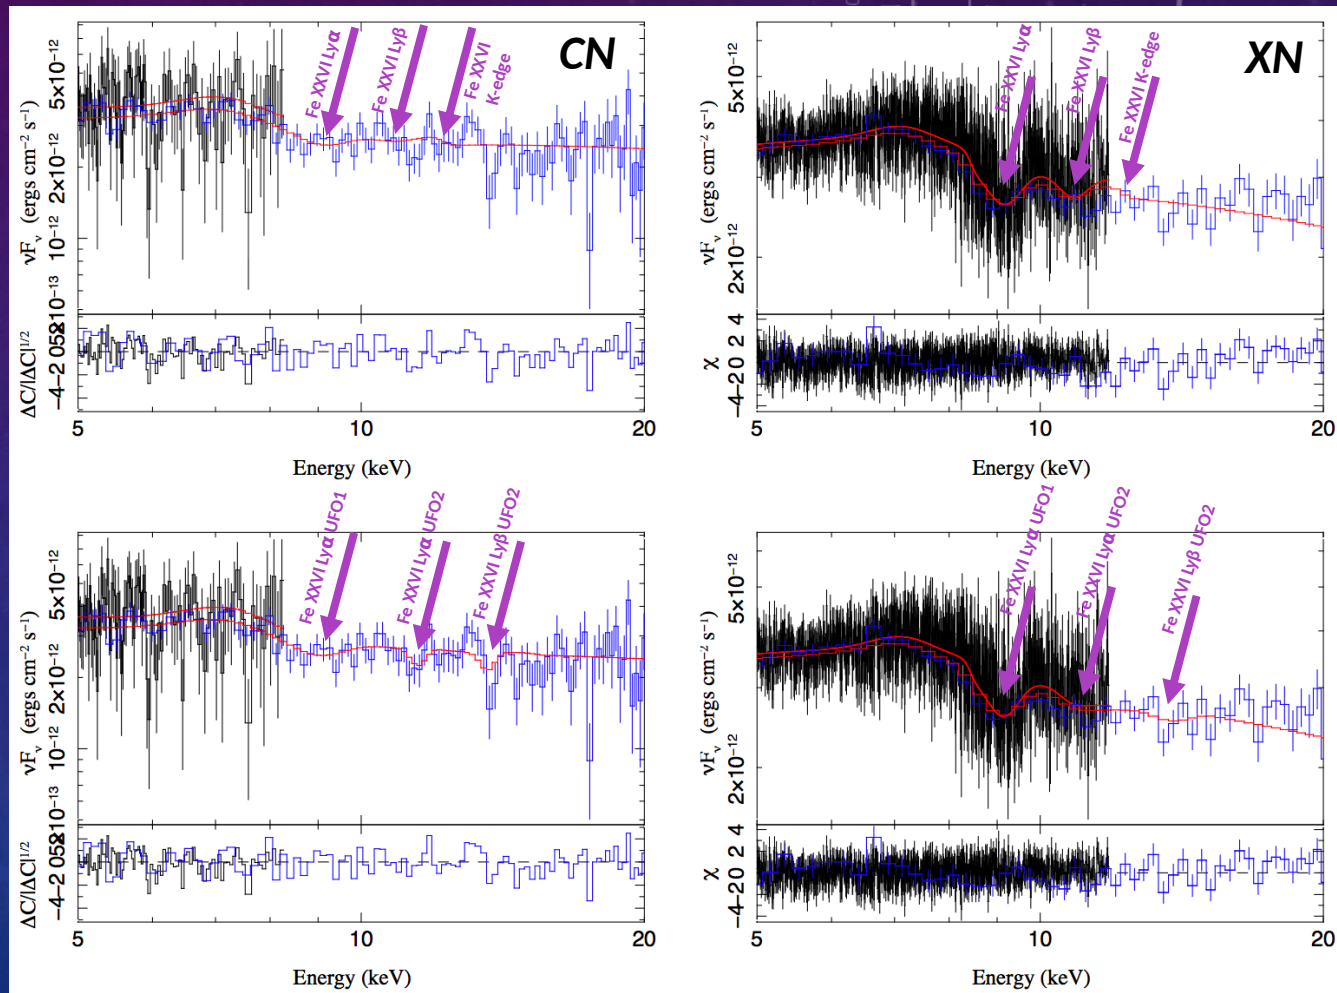 CN
Fe XXVI Lyα
Fe XXVI Lyβ
Fe XXVI
K-edge
νFν (ergs cm⁻² s⁻¹)
5×10⁻¹²
2×10⁻¹²
10⁻¹²
ΔC/|ΔC|1/2
5 10 20
Energy (keV)
XN
Fe XXVI Lyα
Fe XXVI Lyβ
Fe XXVI K-edge
νFν (ergs cm⁻² s⁻¹)
5×10⁻¹²
2×10⁻¹²
χ
−4−20 2 4
5 10 20
Energy (keV)
Fe XXVI Lyα UFO1
Fe XXVI Lyα UFO2
Fe XXVI Lyβ UFO2
νFν (ergs cm⁻² s⁻¹)
5×10⁻¹²
2×10⁻¹²
10⁻¹²
ΔC/|ΔC|1/2
5 10 20
Energy (keV)
Fe XXVI Lyα UFO1
Fe XXVI Lyα UFO2
Fe XXVI Lyβ UFO2
νFν (ergs cm⁻² s⁻¹)
5×10⁻¹²
2×10⁻¹²
χ
−4−20 2 4
5 10 20
Energy (keV)